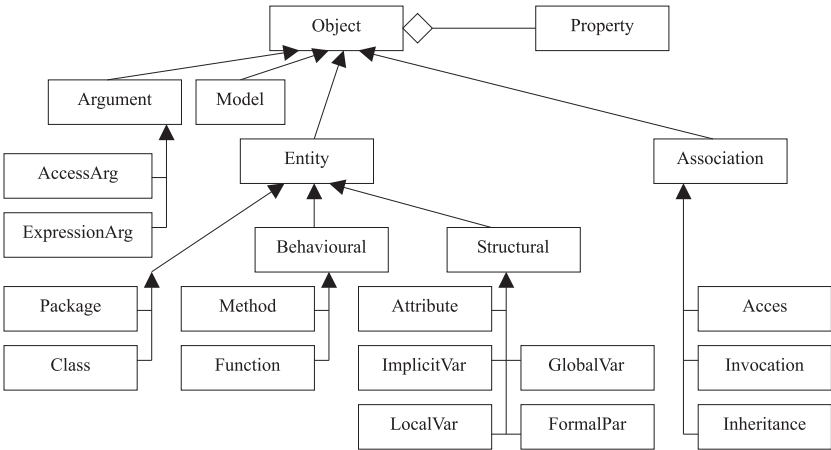 Object
Property
Argument
Model
Entity
Association
AccessArg
ExpressionArg
Behavioural
Structural
Package
Method
Attribute
Acces
Class
Function
ImplicitVar
GlobalVar
Invocation
LocalVar
FormalPar
Inheritance